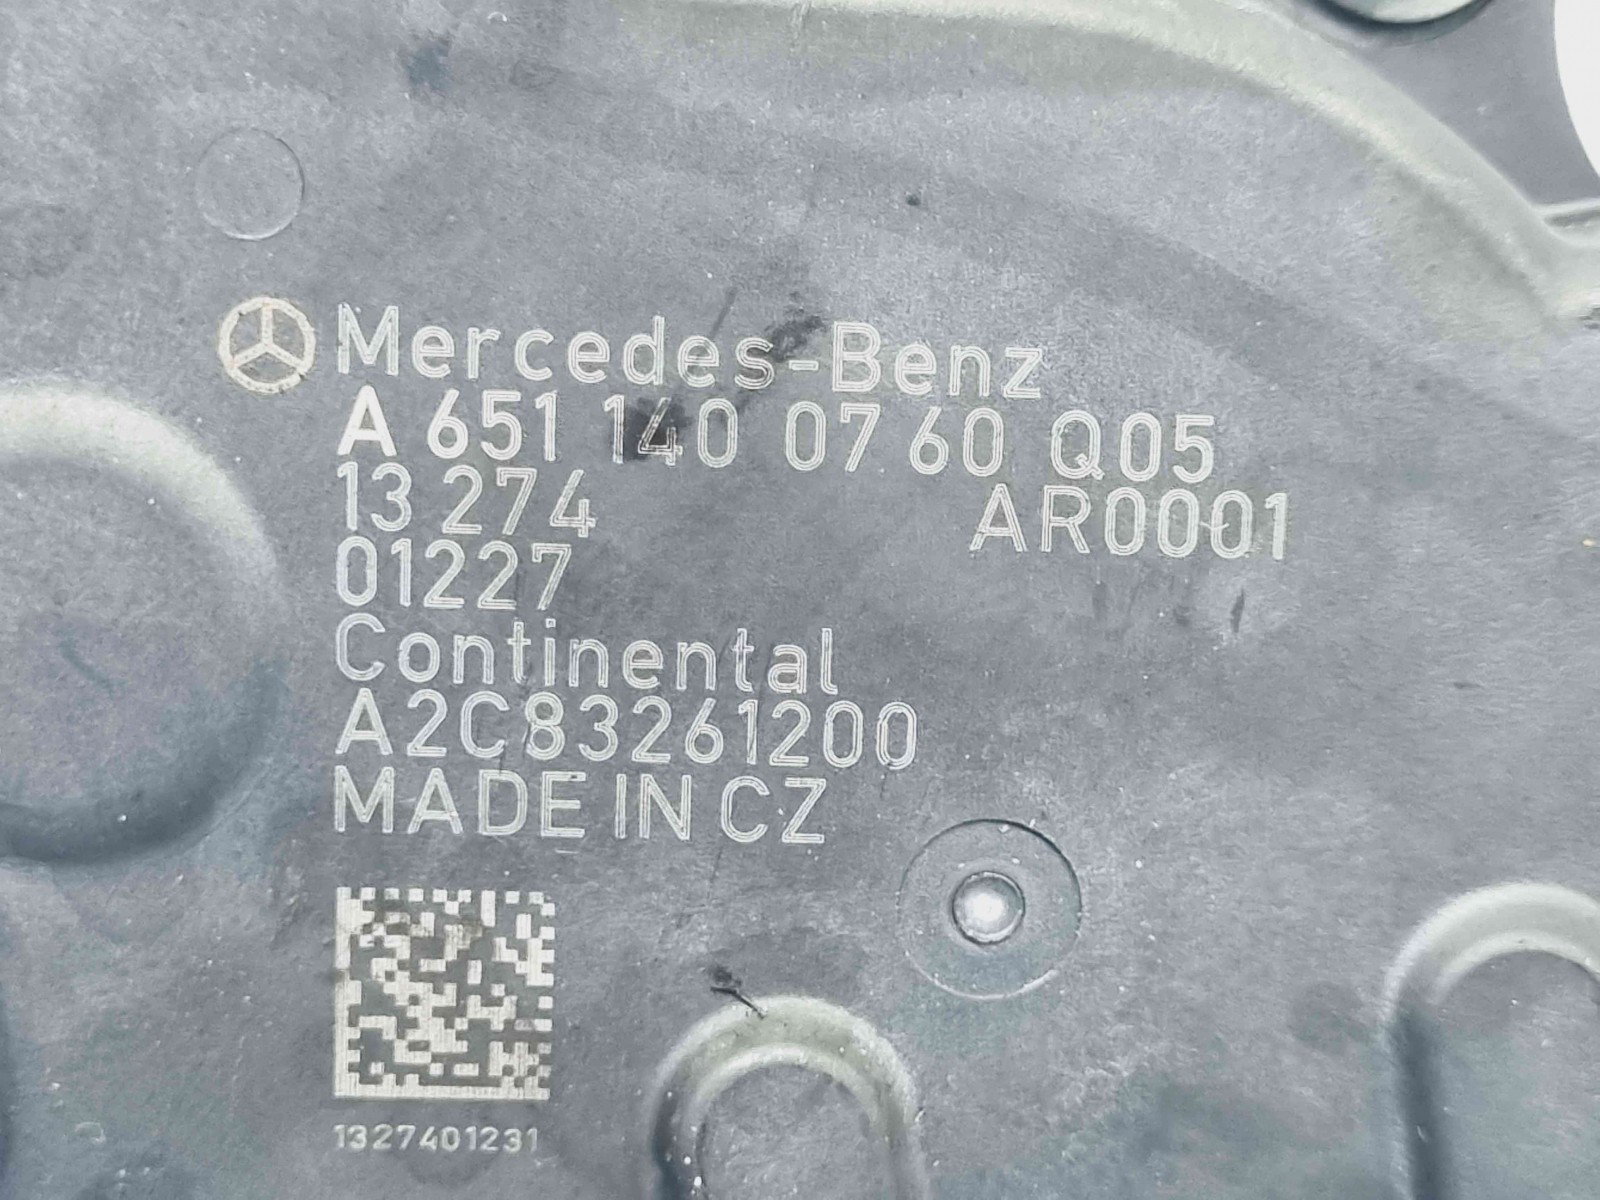 Mercedes-Benz
A 651 140 07 60 Q05
13 274 AR0001
01227
Continental
A2C83261200
MADE IN CZ
1327401231